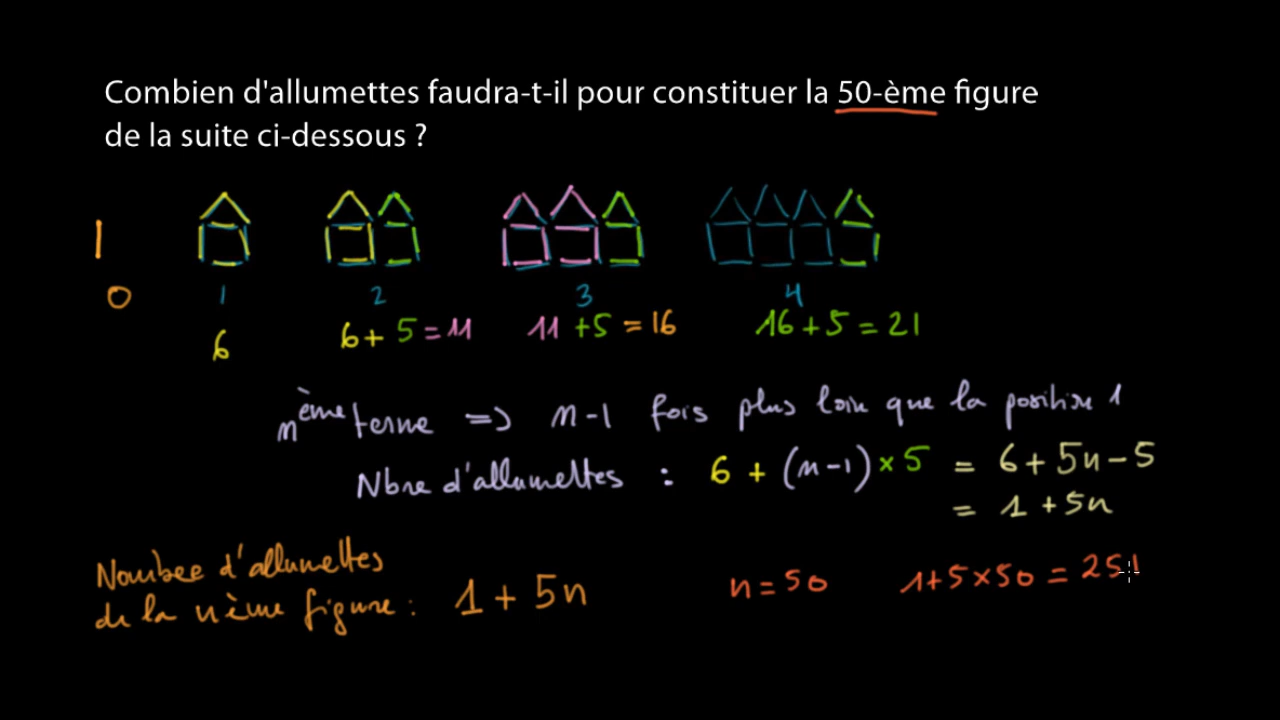 Combien d'allumettes faudra-t-il pour constituer la 50-ème figure
de la suite ci-dessous ?
0 1 2 3 4
6 6+ 5 = 11 11 +5 = 16 16 + 5 = 21
nème terme => n-1 fois plus loin que la position 1
Nbre d'allumettes : 6 + (n-1) × 5 = 6 + 5n - 5
= 1 + 5n
Nombre d'allumettes
de la nème figure : 1 + 5n
n = 50 1+5×50 = 251